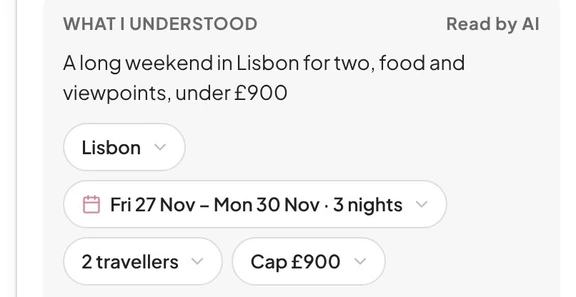 WHAT I UNDERSTOOD
Read by AI
A long weekend in Lisbon for two, food and
viewpoints, under £900
Lisbon
Fri 27 Nov – Mon 30 Nov · 3 nights
2 travellers
Cap £900